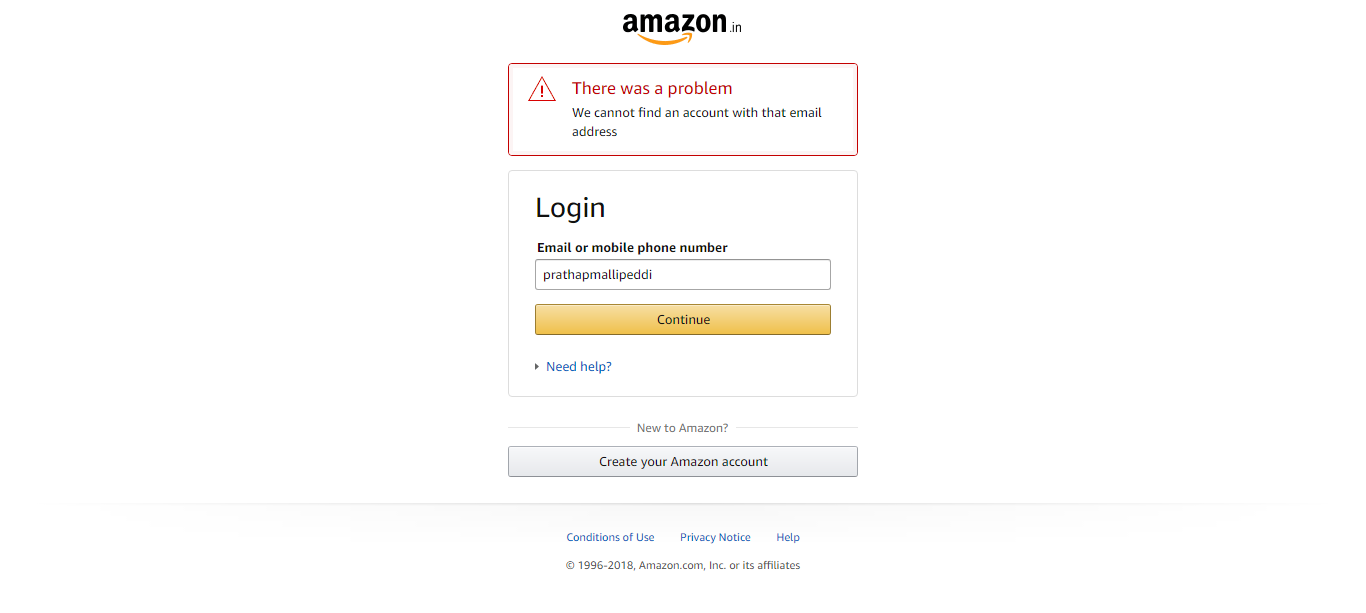 amazon.in
There was a problem
We cannot find an account with that email
address
Login
Email or mobile phone number
prathapmallipeddi
Continue
Need help?
New to Amazon?
Create your Amazon account
Conditions of Use Privacy Notice Help
© 1996-2018, Amazon.com, Inc. or its affiliates